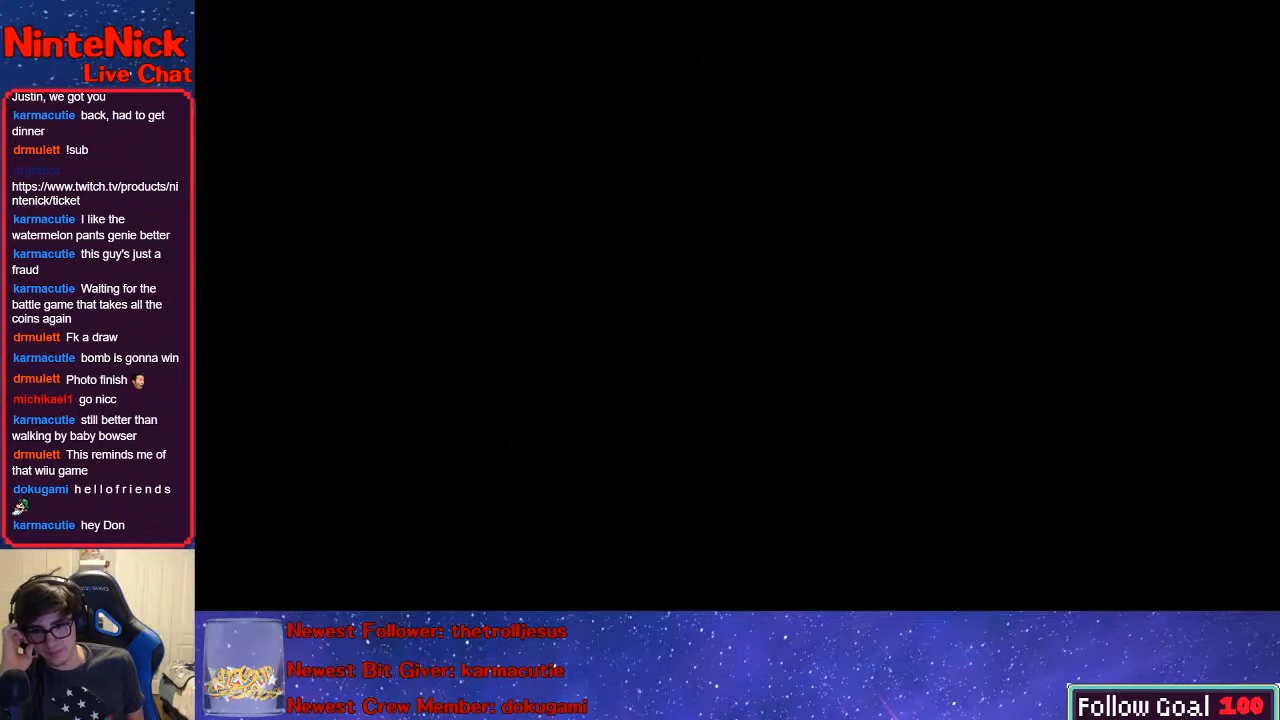 NinteNick
Live Chat
Justin, we got you
karmacutie back, had to get
dinner
drmulett !sub
https://www.twitch.tv/products/ni
ntenick/ticket
karmacutie I like the
watermelon pants genie better
karmacutie this guy's just a
fraud
karmacutie Waiting for the
battle game that takes all the
coins again
drmulett Fk a draw
karmacutie bomb is gonna win
drmulett Photo finish
michikael1 go nicc
karmacutie still better than
walking by baby bowser
drmulett This reminds me of
that wiiu game
dokugami h e l l o f r i e n d s
karmacutie hey Don
Newest Follower: thetrolljesus
Newest Bit Giver: karmacutie
Newest Crew Member: dokugami
Follow Goal 100